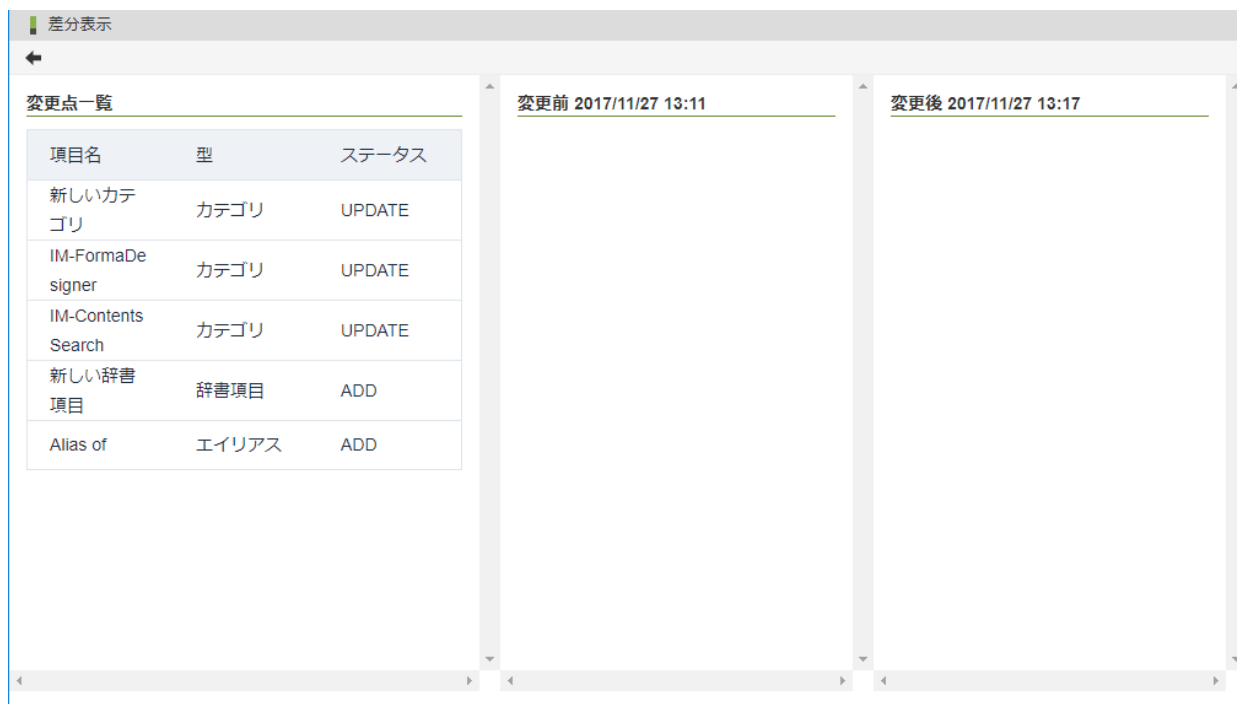 差分表示
変更点一覧
項目名 型 ステータス
新しいカテ
ゴリ
カテゴリ UPDATE
IM-FormaDe
signer
カテゴリ UPDATE
IM-Contents
Search
カテゴリ UPDATE
新しい辞書
項目
辞書項目 ADD
Alias of エイリアス ADD
変更前 2017/11/27 13:11
変更後 2017/11/27 13:17